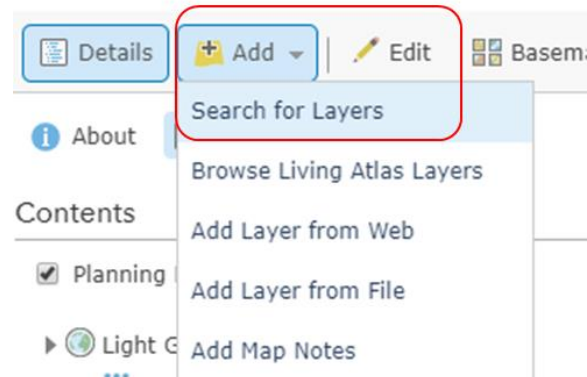 Details Add Edit Basema
About
Search for Layers
Browse Living Atlas Layers
Contents
Add Layer from Web
Planning
Add Layer from File
Light G
Add Map Notes